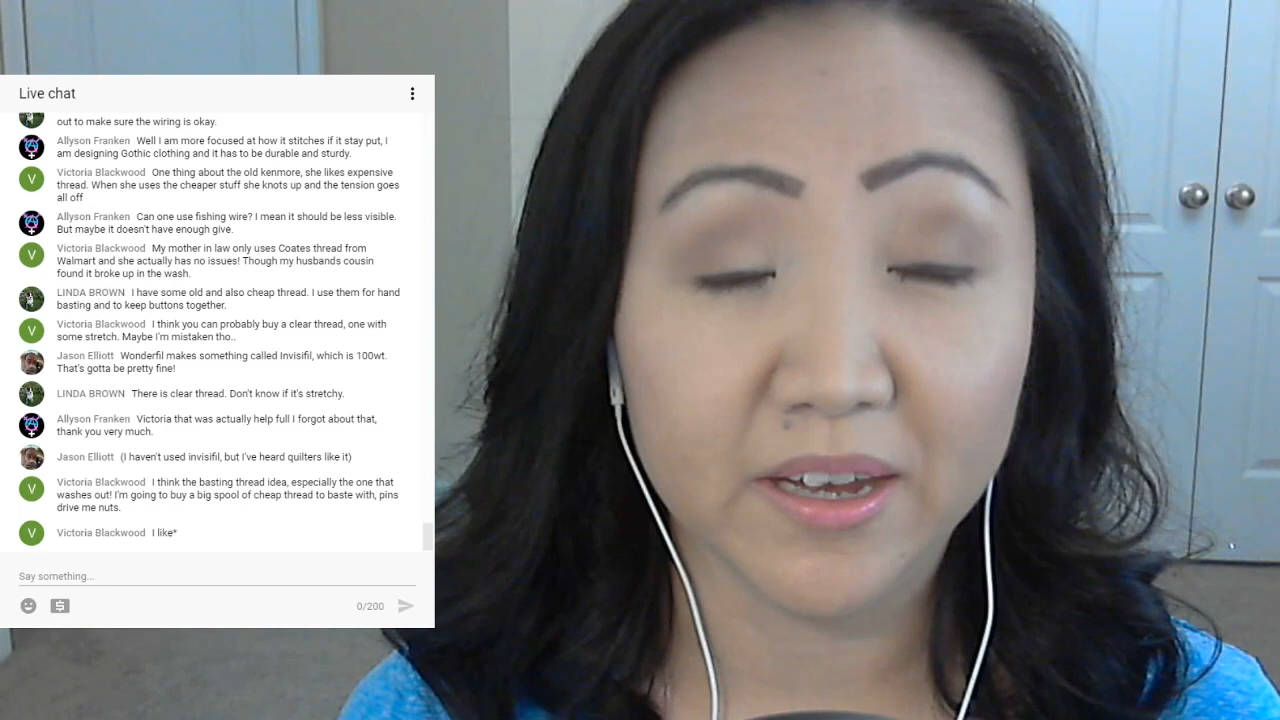 Live chat
out to make sure the wiring is okay.
Allyson Franken Well I am more focused at how it stitches if it stay put, I
am designing Gothic clothing and it has to be durable and sturdy.
Victoria Blackwood One thing about the old kenmore, she likes expensive
thread. When she uses the cheaper stuff she knots up and the tension goes
all off
Allyson Franken Can one use fishing wire? I mean it should be less visible.
But maybe it doesn't have enough give.
Victoria Blackwood My mother in law only uses Coates thread from
Walmart and she actually has no issues! Though my husbands cousin
found it broke up in the wash.
LINDA BROWN I have some old and also cheap thread. I use them for hand
basting and to keep buttons together.
Victoria Blackwood I think you can probably buy a clear thread, one with
some stretch. Maybe I'm mistaken tho..
Jason Elliott Wonderfil makes something called Invisifil, which is 100wt.
That's gotta be pretty fine!
LINDA BROWN There is clear thread. Don't know if it's stretchy.
Allyson Franken Victoria that was actually help full I forgot about that,
thank you very much.
Jason Elliott (I haven't used invisifil, but I've heard quilters like it)
Victoria Blackwood I think the basting thread idea, especially the one that
washes out! I'm going to buy a big spool of cheap thread to baste with, pins
drive me nuts.
Victoria Blackwood I like*
Say something...
0/200